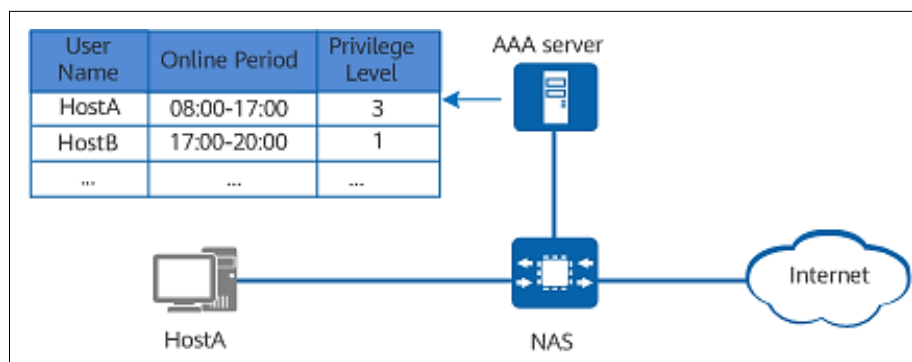 User Name Online Period Privilege Level
HostA 08:00-17:00 3
HostB 17:00-20:00 1
... ... ...
AAA server
Internet
HostA
NAS